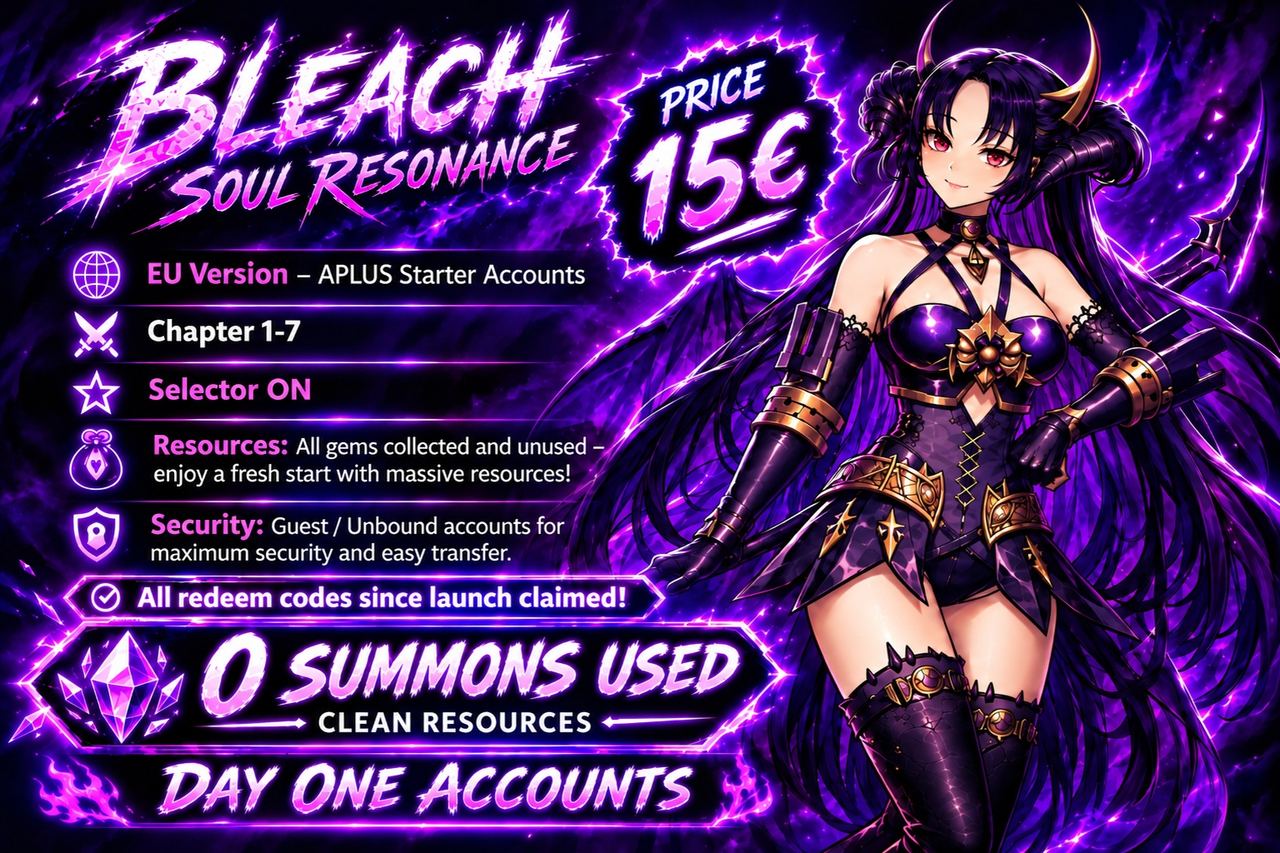 BLEACH
SOUL RESONANCE
PRICE
15€
EU Version – APLUS Starter Accounts
Chapter 1-7
Selector ON
Resources: All gems collected and unused –
enjoy a fresh start with massive resources!
Security: Guest / Unbound accounts for
maximum security and easy transfer.
All redeem codes since launch claimed!
0 SUMMONS USED
CLEAN RESOURCES
DAY ONE ACCOUNTS